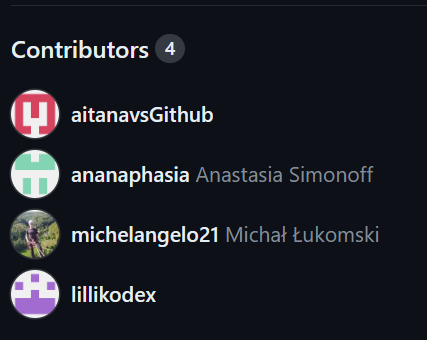 Contributors 4
aitanavsGithub
ananaphasia Anastasia Simonoff
michelangelo21 Michał Łukomski
lillikodex